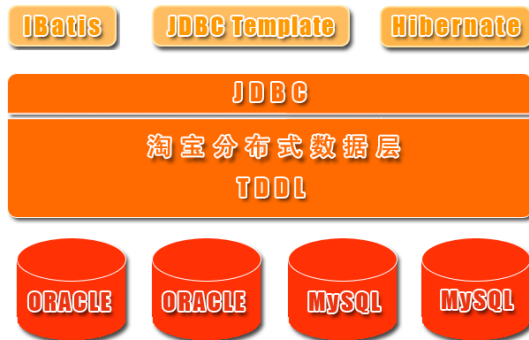 IBatis JDBC Template Hibernate
JDBC
淘宝分布式数据层
TDDL
ORACLE ORACLE MySQL MySQL